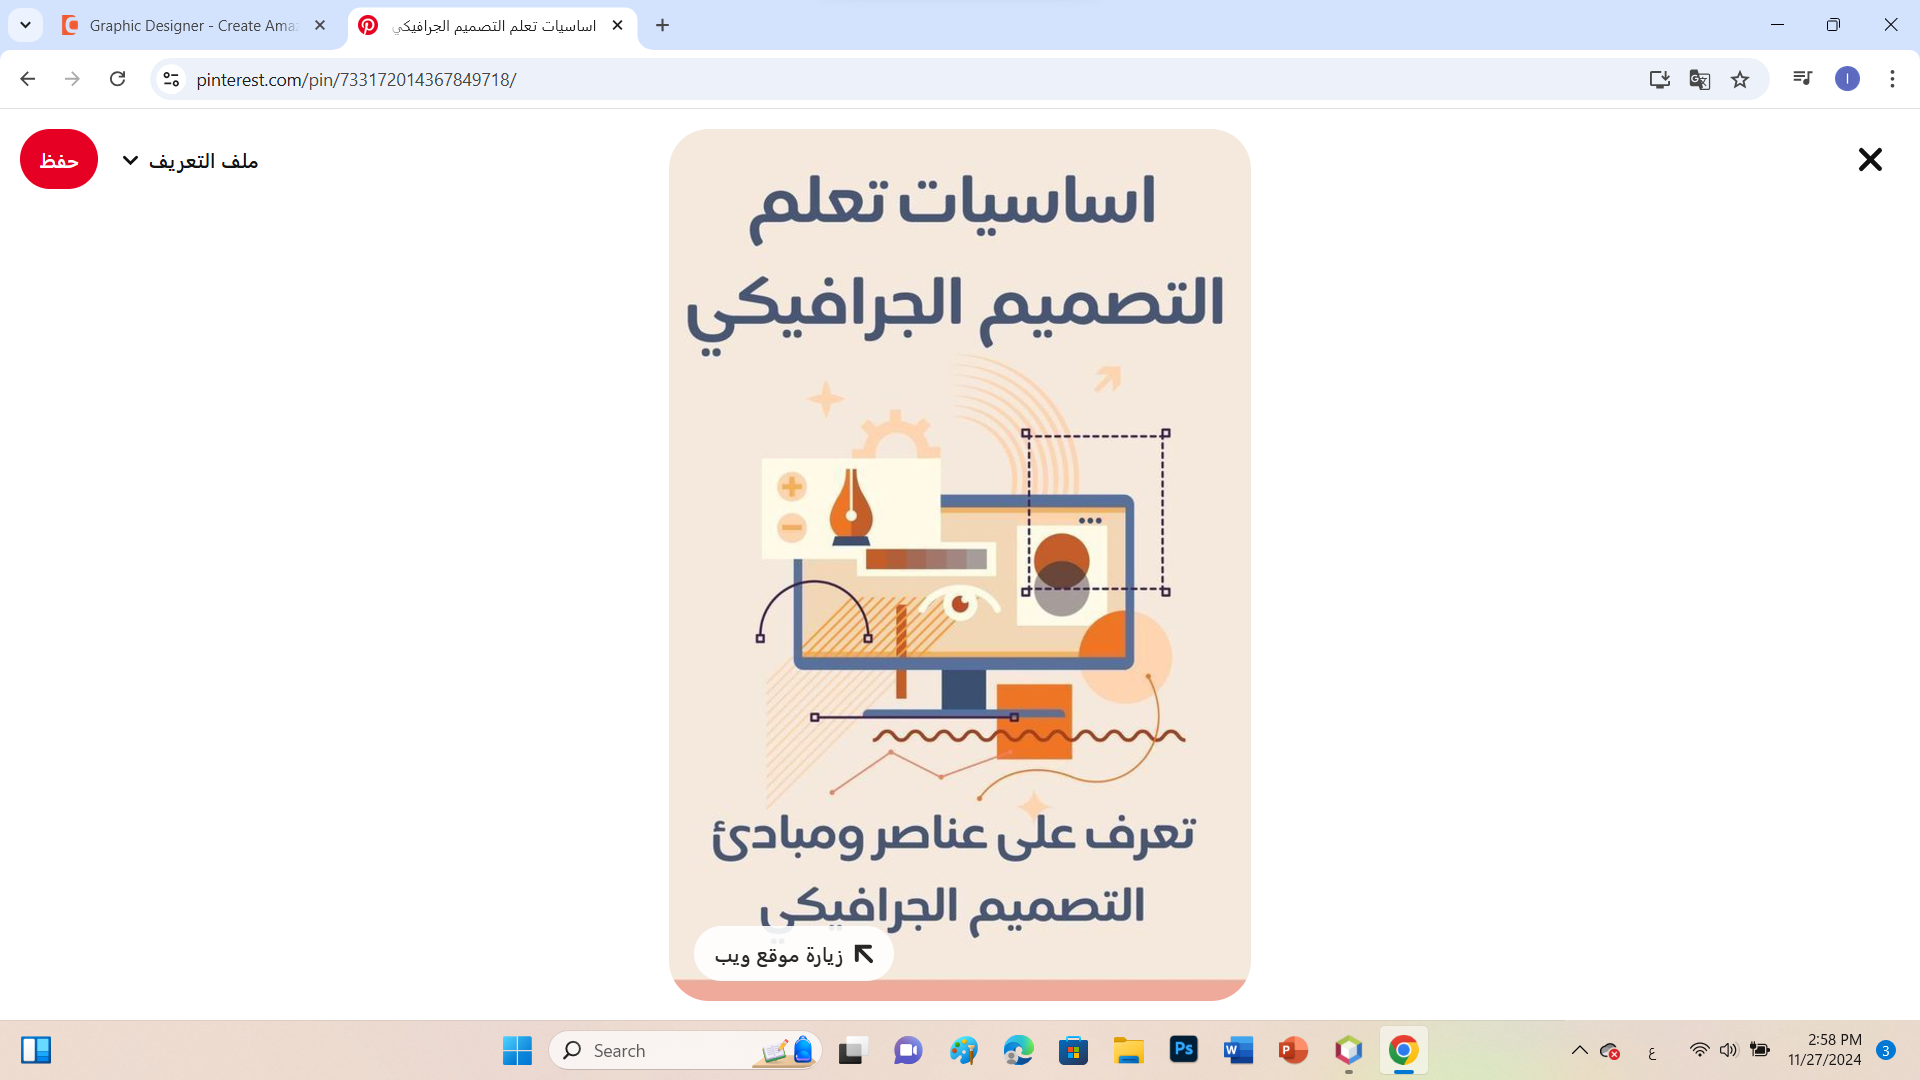 Graphic Designer - Create Ama
اساسيات تعلم التصميم الجرافيكي
pinterest.com/pin/733172014367849718/
I
حفظ
ملف التعريف
اساسيات تعلم
التصميم الجرافيكي
تعرف على عناصر ومبادئ
التصميم الجرافيكي
زيارة موقع ويب
Search
Ps
W
P
ع
2:58 PM
11/27/2024
3